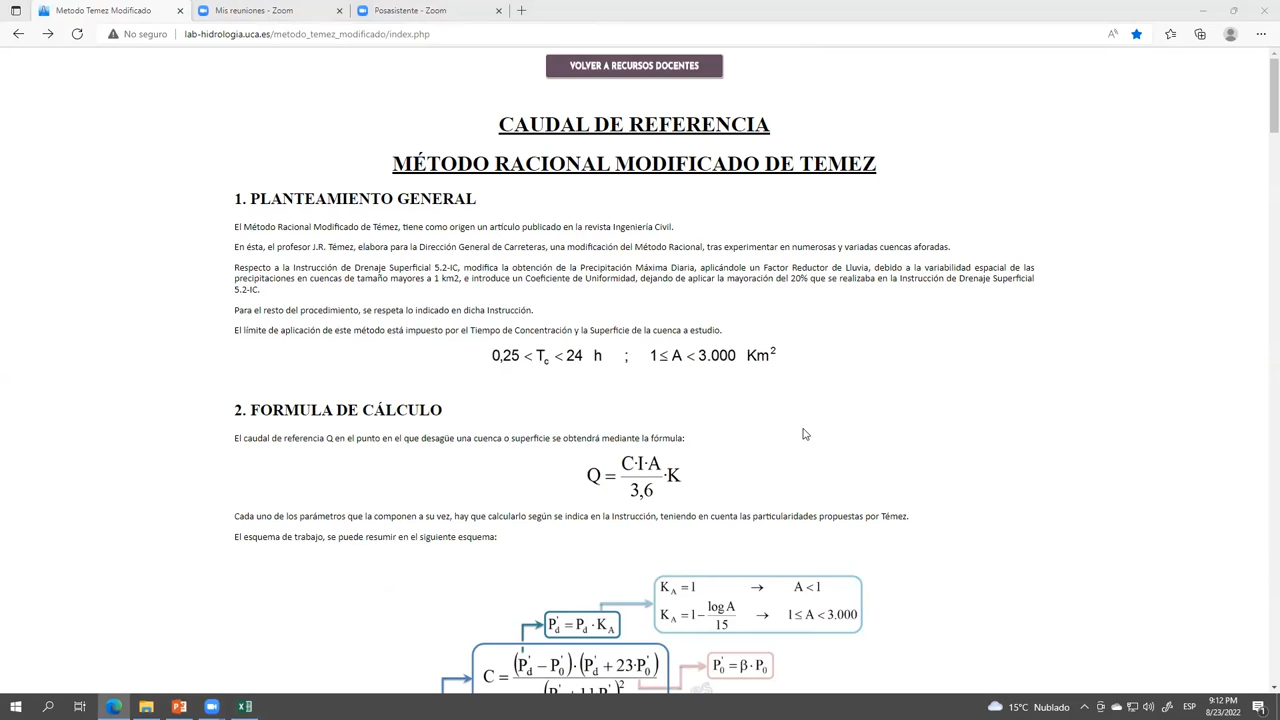 Metodo Temez Modificado
Mis reuniones - Zoom
Posasistente - Zoom
No seguro
lab-hidrologia.uca.es/metodo_temez_modificado/index.php
VOLVER A RECURSOS DOCENTES
CAUDAL DE REFERENCIA
MÉTODO RACIONAL MODIFICADO DE TEMEZ
1. PLANTEAMIENTO GENERAL
El Método Racional Modificado de Témez, tiene como origen un artículo publicado en la revista Ingeniería Civil.
En ésta, el profesor J.R. Témez, elabora para la Dirección General de Carreteras, una modificación del Método Racional, tras experimentar en numerosas y variadas cuencas aforadas.
Respecto a la Instrucción de Drenaje Superficial 5.2-IC, modifica la obtención de la Precipitación Máxima Diaria, aplicándole un Factor Reductor de Lluvia, debido a la variabilidad espacial de las
precipitaciones en cuencas de tamaño mayores a 1 km2, e introduce un Coeficiente de Uniformidad, dejando de aplicar la mayoración del 20% que se realizaba en la Instrucción de Drenaje Superficial
5.2-IC.
Para el resto del procedimiento, se respeta lo indicado en dicha Instrucción.
El límite de aplicación de este método está impuesto por el Tiempo de Concentración y la Superficie de la cuenca a estudio.
0,25 < Tc < 24 h ; 1 ≤ A < 3.000 Km²
2. FORMULA DE CÁLCULO
El caudal de referencia Q en el punto en el que desagüe una cuenca o superficie se obtendrá mediante la fórmula:
Q = C·I·A / 3,6 ·K
Cada uno de los parámetros que la componen a su vez, hay que calcularlo según se indica en la Instrucción, teniendo en cuenta las particularidades propuestas por Témez.
El esquema de trabajo, se puede resumir en el siguiente esquema:
K_A = 1 → A < 1
K_A = 1 − log A / 15 → 1 ≤ A < 3.000
P'd = Pd · K_A
C = (P'd − P'0)·(P'd + 23·P'0)
P'0 = β · P0
15°C Nublado
ESP
9:12 PM
8/23/2022